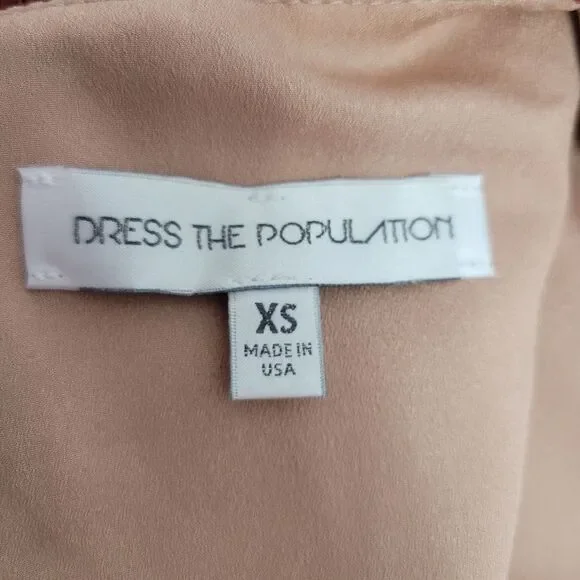 DRESS THE POPULATION
XS
MADE IN
USA